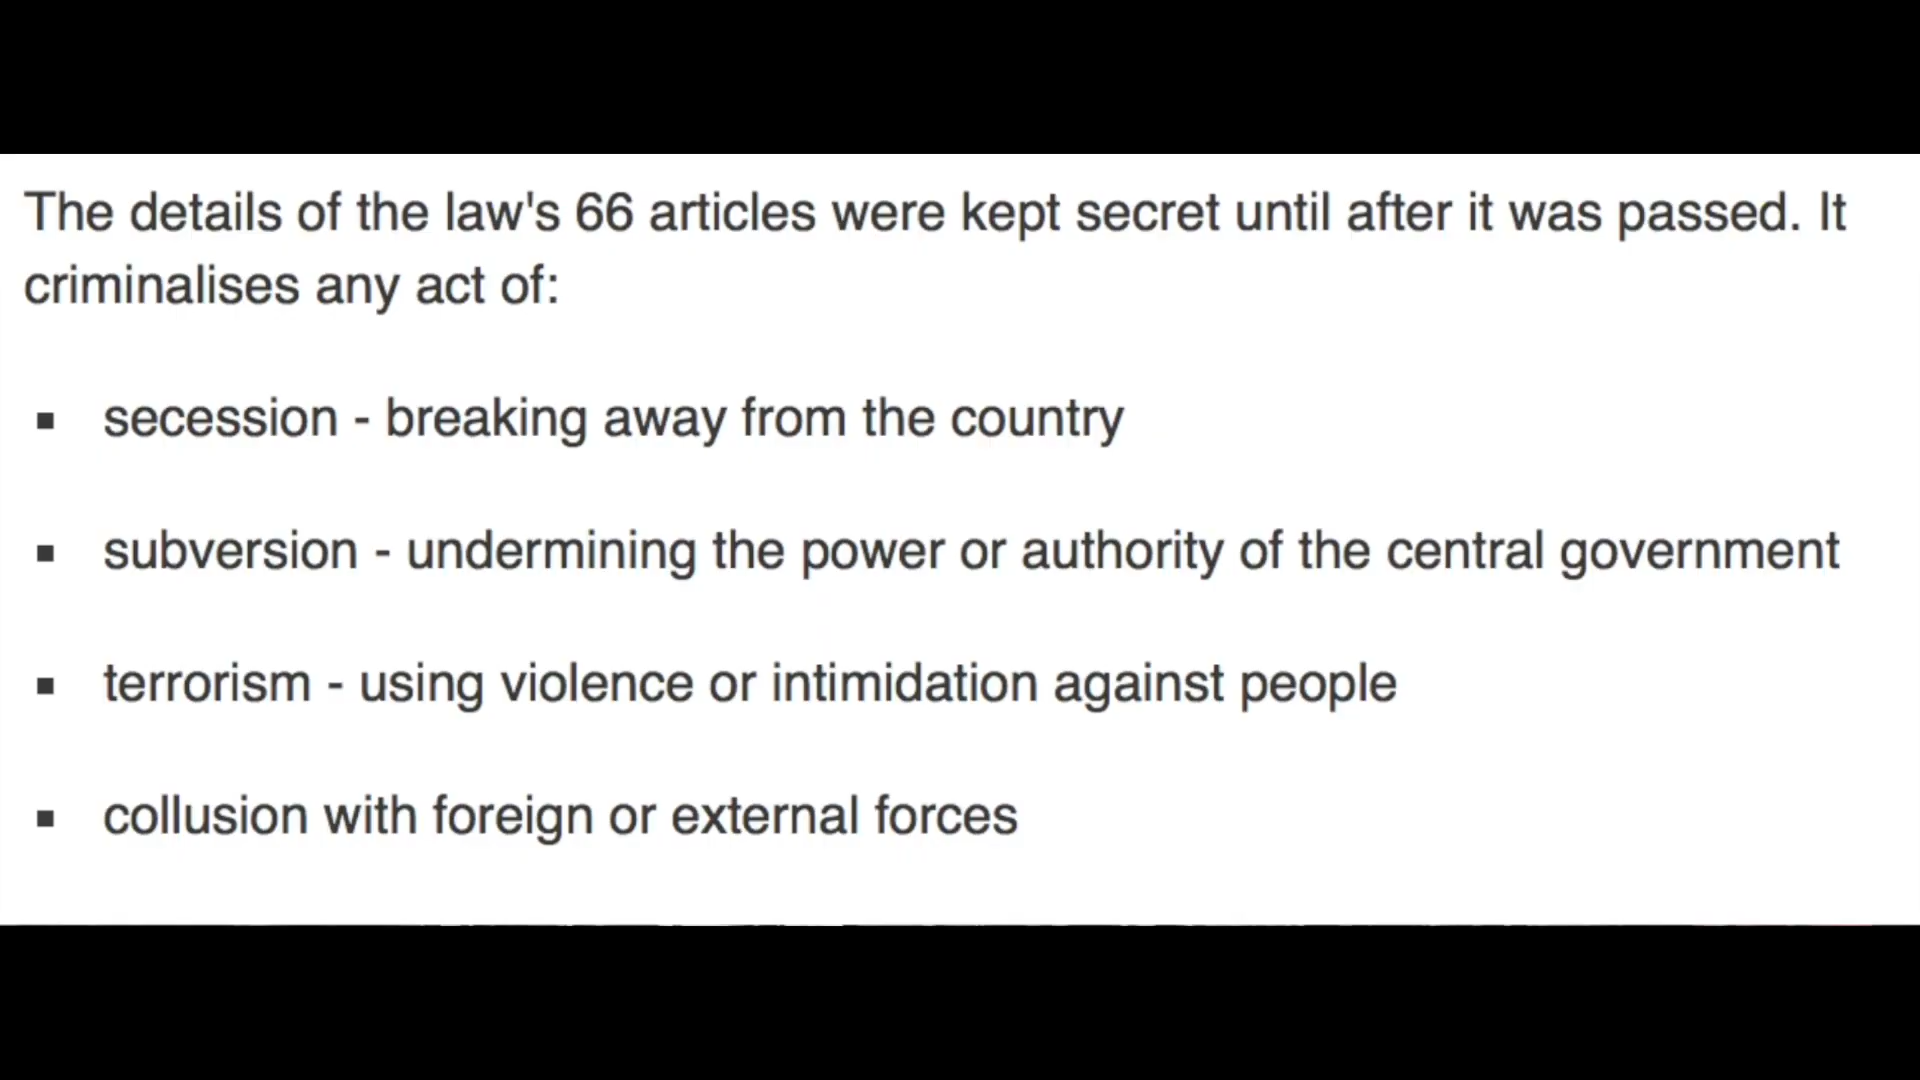 The details of the law's 66 articles were kept secret until after it was passed. It
criminalises any act of:
▪ secession - breaking away from the country
▪ subversion - undermining the power or authority of the central government
▪ terrorism - using violence or intimidation against people
▪ collusion with foreign or external forces